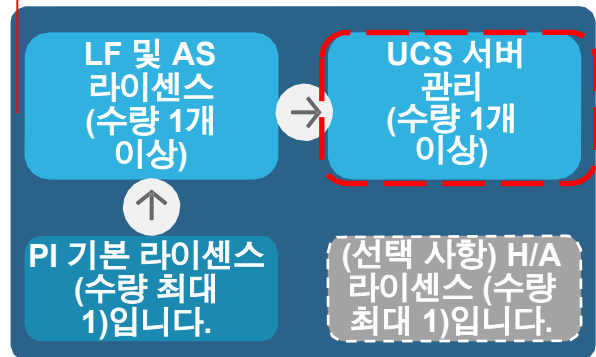 LF 및 AS
라이센스
(수량 1개
이상)
UCS 서버
관리
(수량 1개
이상)
PI 기본 라이센스
(수량 최대
1)입니다.
(선택 사항) H/A
라이센스 (수량
최대 1)입니다.